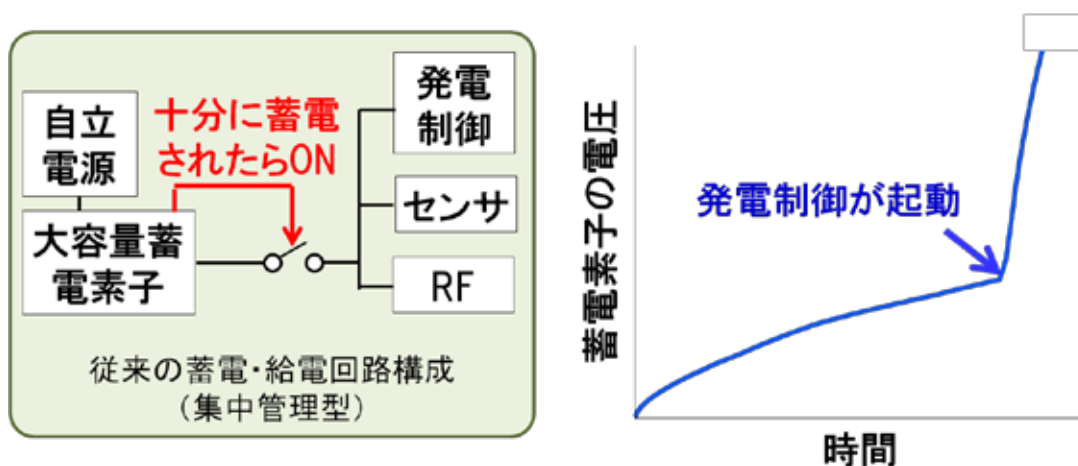 自立
電源
十分に蓄電
されたらON
発電
制御
センサ
大容量蓄
電素子
RF
従来の蓄電・給電回路構成
(集中管理型)
蓄電素子の電圧
発電制御が起動
時間